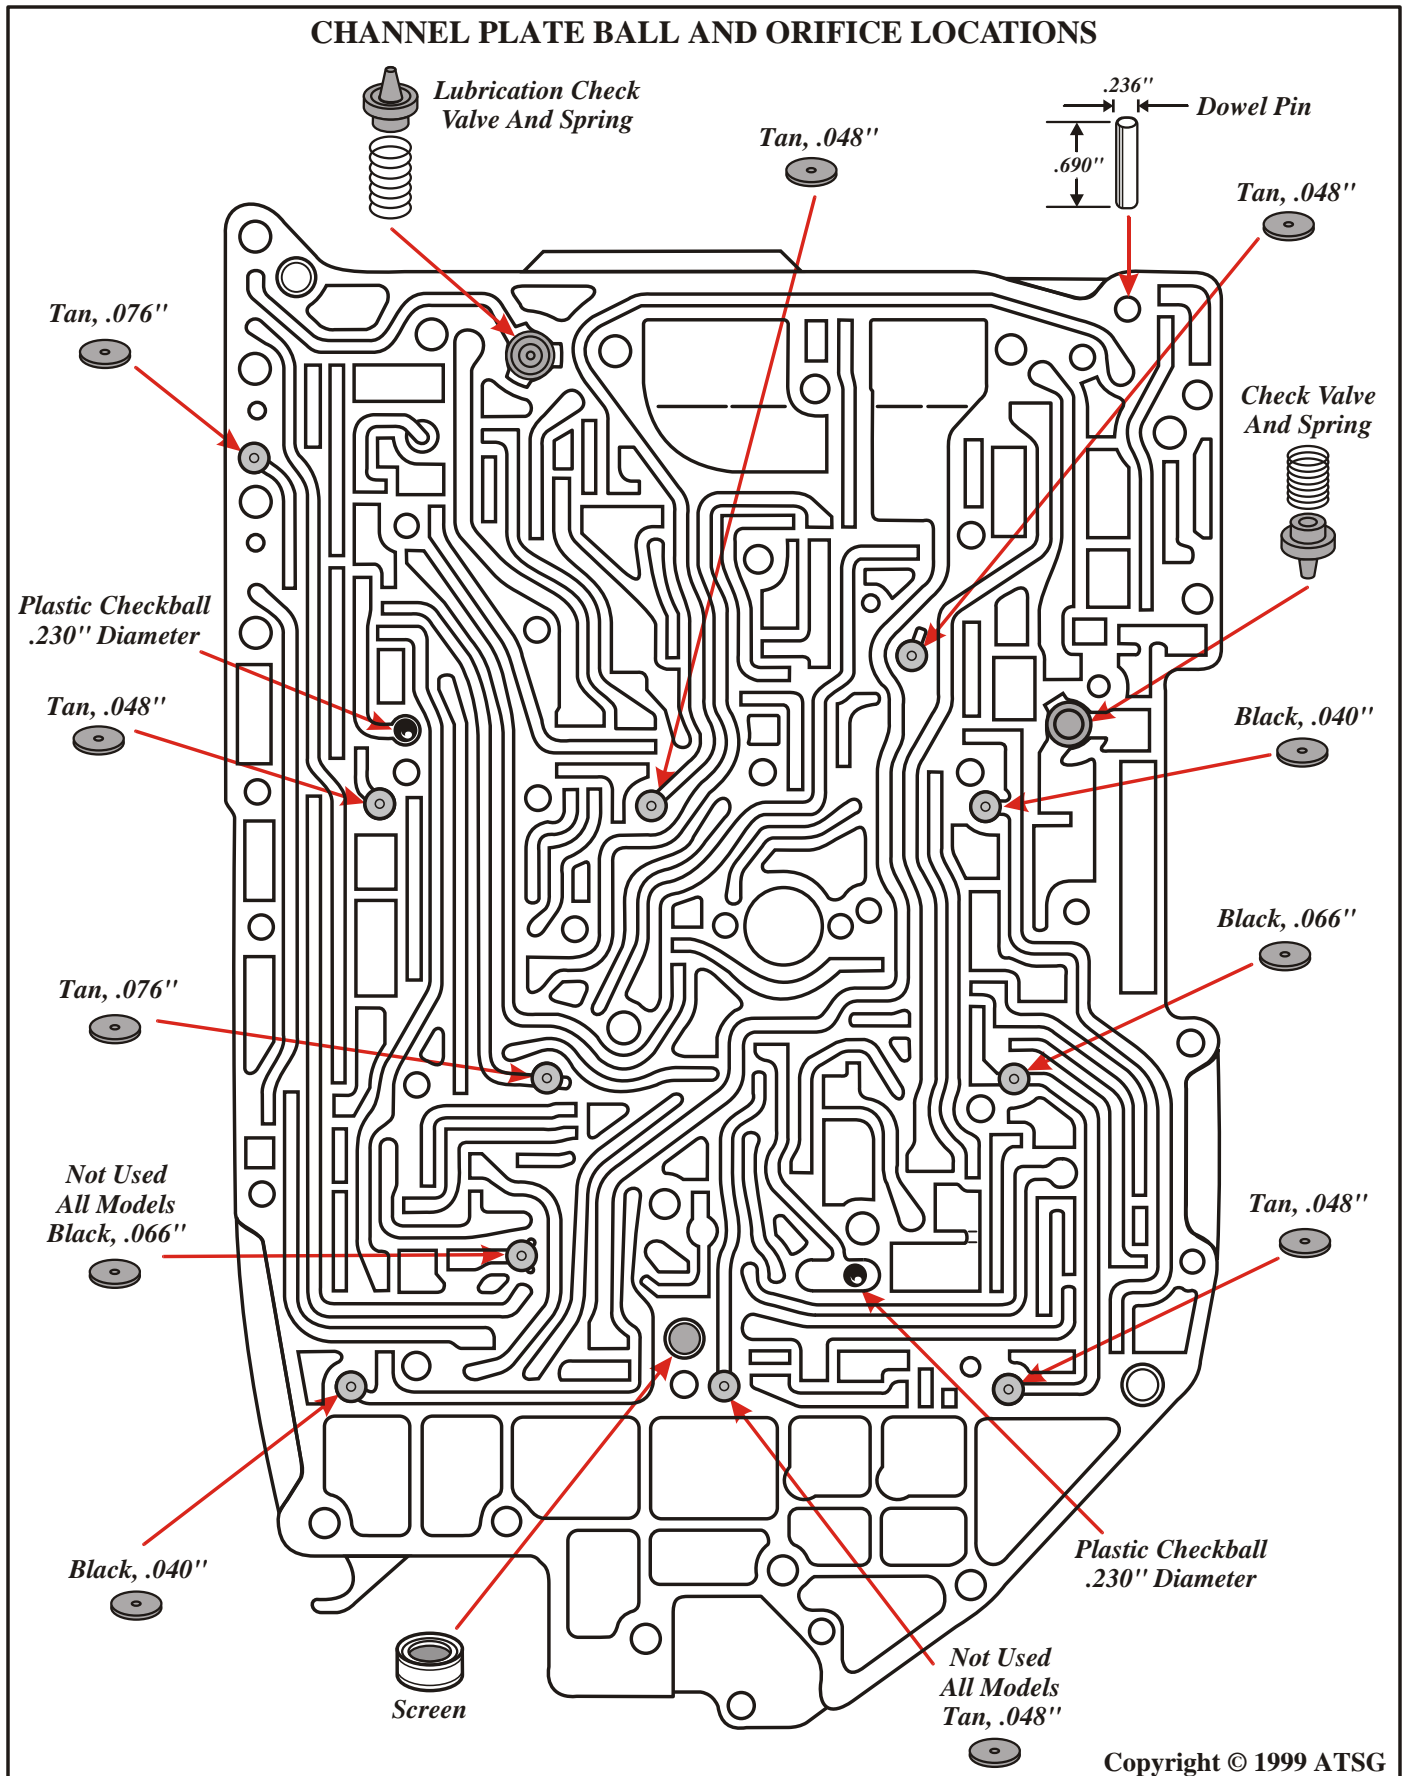 CHANNEL PLATE BALL AND ORIFICE LOCATIONS
Lubrication Check
Valve And Spring
.236"
Dowel Pin
.690"
Tan, .048"
Tan, .048"
Tan, .076"
Check Valve
And Spring
Plastic Checkball
.230" Diameter
Tan, .048"
Black, .040"
Black, .066"
Tan, .076"
Not Used
All Models
Black, .066"
Tan, .048"
Black, .040"
Plastic Checkball
.230" Diameter
Screen
Not Used
All Models
Tan, .048"
Copyright © 1999 ATSG